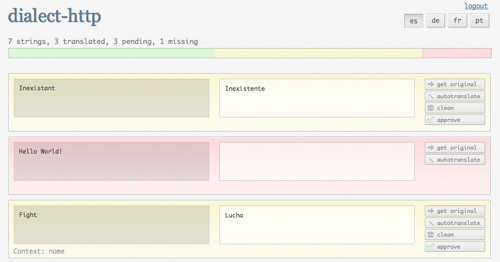 logout
dialect-http
es de fr pt
7 strings, 3 translated, 3 pending, 1 missing
Inexistant Inexistente get original
autotranslate
clean
approve
Hello World! get original
autotranslate
Fight Lucha get original
autotranslate
clean
approve
Context: name